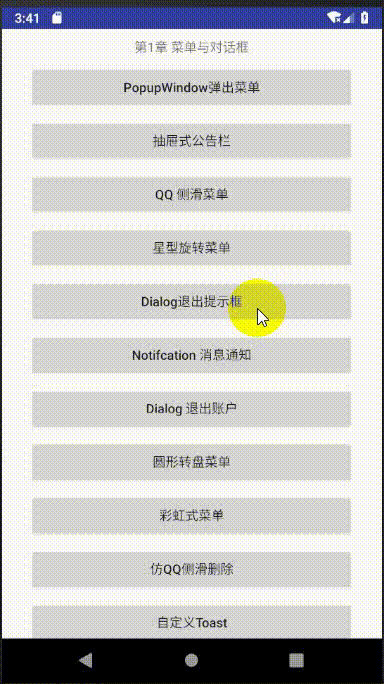 3:41
第1章 菜单与对话框
PopupWindow弹出菜单
抽屉式公告栏
QQ 侧滑菜单
星型旋转菜单
Dialog退出提示框
Notifcation 消息通知
Dialog 退出账户
圆形转盘菜单
彩虹式菜单
仿QQ侧滑删除
自定义Toast